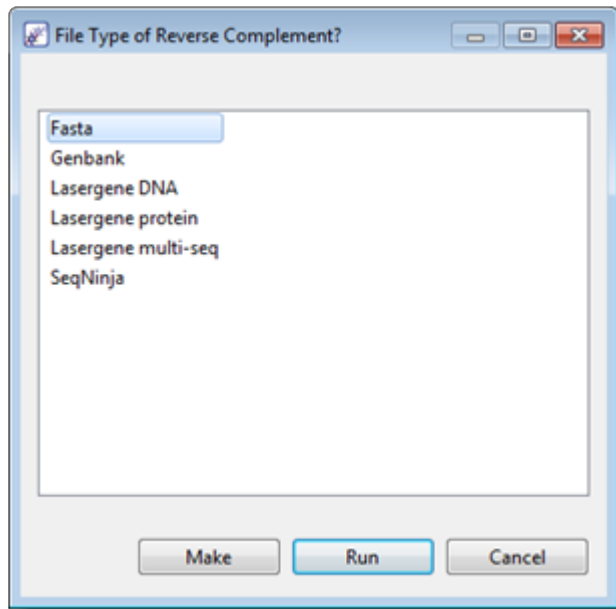 File Type of Reverse Complement?
Fasta
Genbank
Lasergene DNA
Lasergene protein
Lasergene multi-seq
SeqNinja
Make Run Cancel